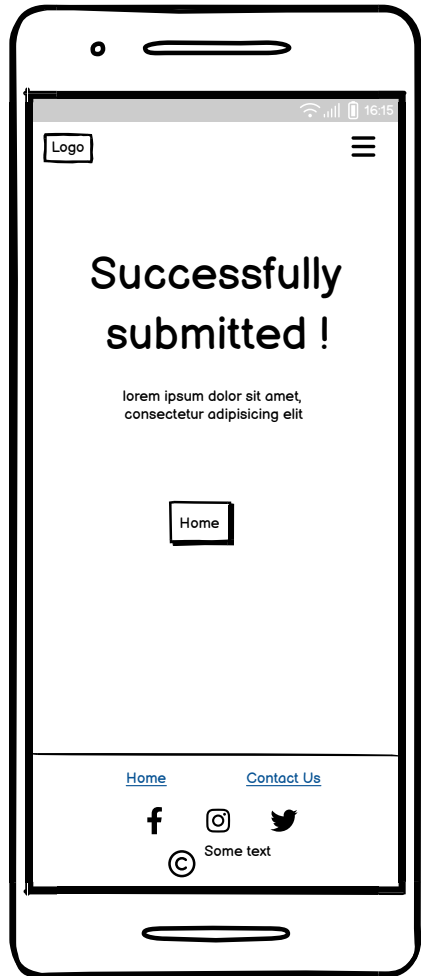 16:15
Logo
Successfully
submitted !
lorem ipsum dolor sit amet,
consectetur adipisicing elit
Home
Home Contact Us
© Some text